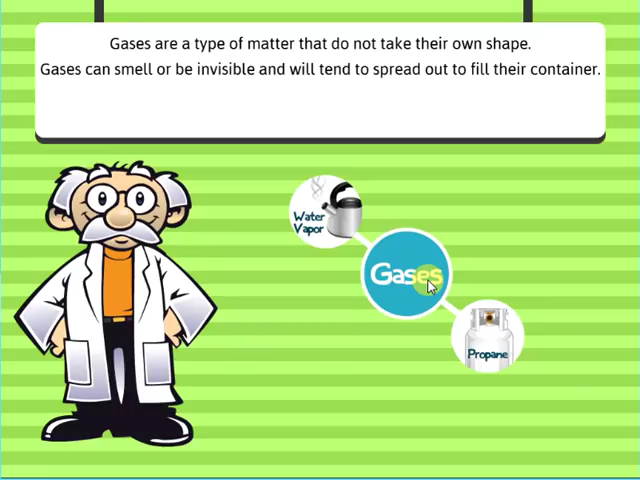 Gases are a type of matter that do not take their own shape.
Gases can smell or be invisible and will tend to spread out to fill their container.
Water
Vapor
Gases
Propane